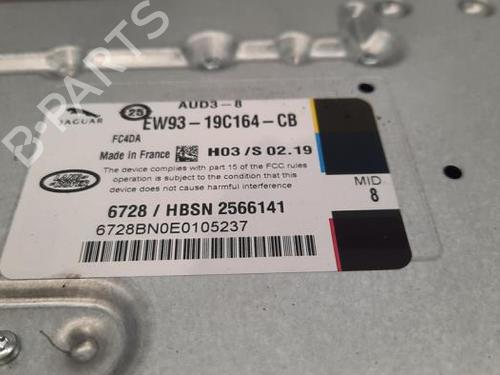 AUD3-8
25
JAGUAR
EW93-19C164-CB
FC4DA
Made in France H03/S 02.19
The device complies with part 15 of the FCC rules
operation is subject to the condition that this
device does not cause harmful interference
MID
8
6728 / HBSN 2566141
6728BN0E0105237
B-PARTS